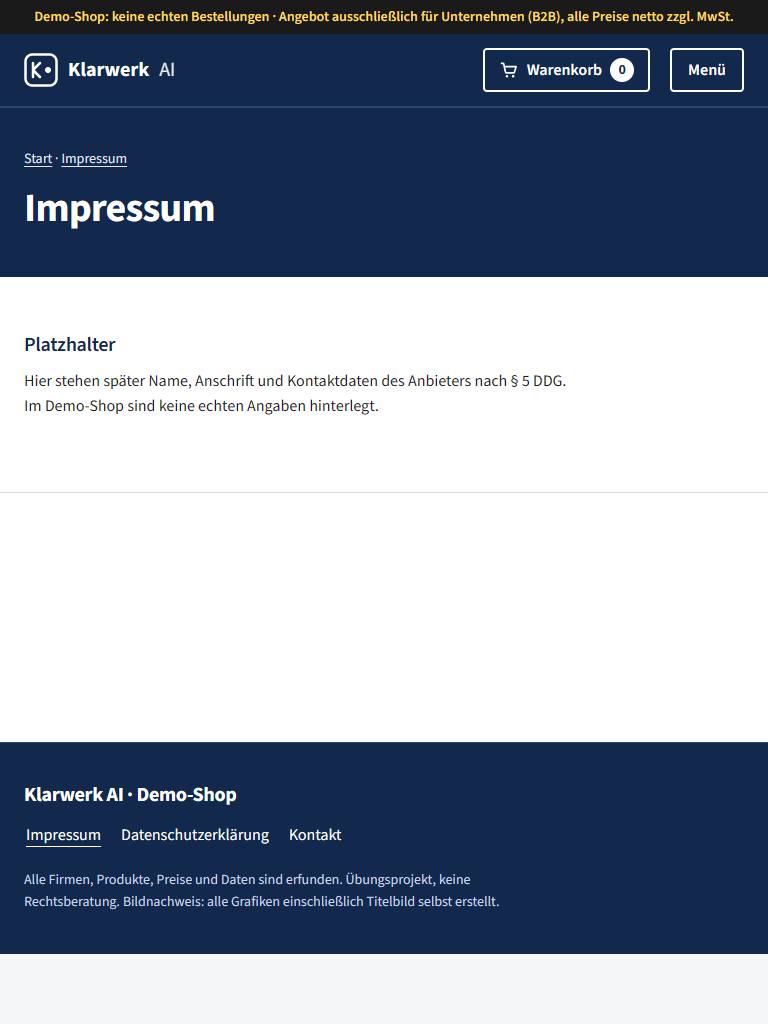 Demo-Shop: keine echten Bestellungen · Angebot ausschließlich für Unternehmen (B2B), alle Preise netto zzgl. MwSt.
K Klarwerk AI Warenkorb 0 Menü
Start · Impressum
Impressum
Platzhalter
Hier stehen später Name, Anschrift und Kontaktdaten des Anbieters nach § 5 DDG.
Im Demo-Shop sind keine echten Angaben hinterlegt.
Klarwerk AI · Demo-Shop
Impressum Datenschutzerklärung Kontakt
Alle Firmen, Produkte, Preise und Daten sind erfunden. Übungsprojekt, keine
Rechtsberatung. Bildnachweis: alle Grafiken einschließlich Titelbild selbst erstellt.